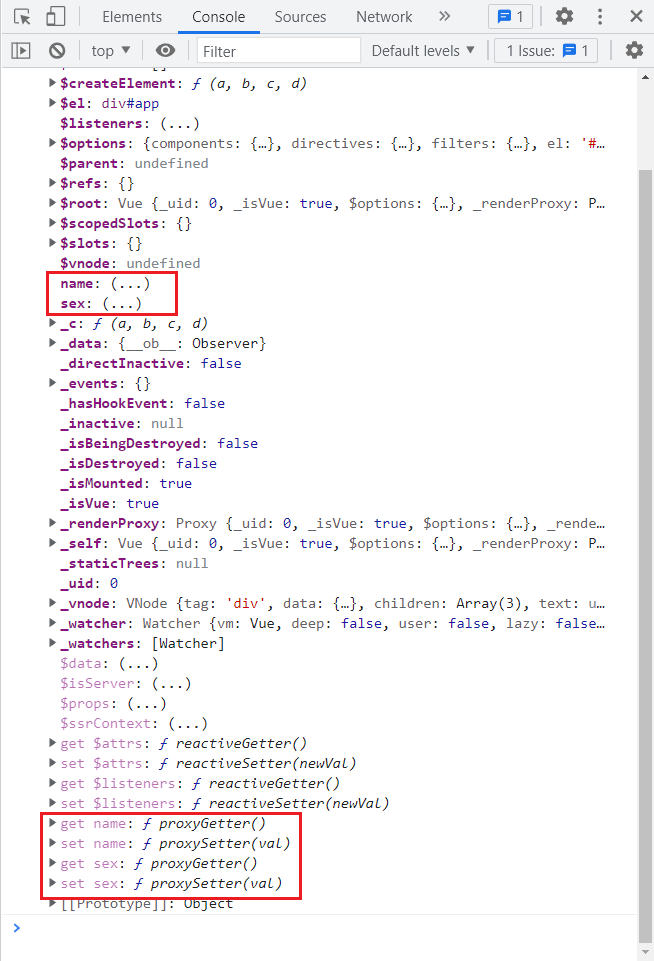 Elements Console Sources Network » 1
top Filter Default levels 1 Issue: 1
$createElement: ƒ (a, b, c, d)
$el: div#app
$listeners: (...)
$options: {components: {…}, directives: {…}, filters: {…}, el: '#…
$parent: undefined
$refs: {}
$root: Vue {_uid: 0, _isVue: true, $options: {…}, _renderProxy: P…
$scopedSlots: {}
$slots: {}
$vnode: undefined
name: (...)
sex: (...)
_c: ƒ (a, b, c, d)
_data: {__ob__: Observer}
_directInactive: false
_events: {}
_hasHookEvent: false
_inactive: null
_isBeingDestroyed: false
_isDestroyed: false
_isMounted: true
_isVue: true
_renderProxy: Proxy {_uid: 0, _isVue: true, $options: {…}, _rende…
_self: Vue {_uid: 0, _isVue: true, $options: {…}, _renderProxy: P…
_staticTrees: null
_uid: 0
_vnode: VNode {tag: 'div', data: {…}, children: Array(3), text: u…
_watcher: Watcher {vm: Vue, deep: false, user: false, lazy: false…
_watchers: [Watcher]
$data: (...)
$isServer: (...)
$props: (...)
$ssrContext: (...)
get $attrs: ƒ reactiveGetter()
set $attrs: ƒ reactiveSetter(newVal)
get $listeners: ƒ reactiveGetter()
set $listeners: ƒ reactiveSetter(newVal)
get name: ƒ proxyGetter()
set name: ƒ proxySetter(val)
get sex: ƒ proxyGetter()
set sex: ƒ proxySetter(val)
[[Prototype]]: Object